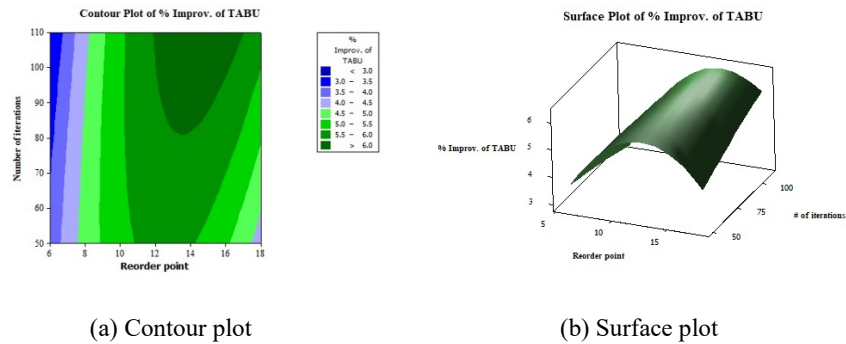 Contour Plot of % Improv. of TABU
110
100
90
80
70
60
50
Number of iterations
6 8 10 12 14 16 18
Reorder point
%
Improv. of
TABU
< 3.0
3.0 – 3.5
3.5 – 4.0
4.0 – 4.5
4.5 – 5.0
5.0 – 5.5
5.5 – 6.0
> 6.0
(a) Contour plot
Surface Plot of % Improv. of TABU
6
5
4
3
% Improv. of TABU
5
10
15
Reorder point
50
75
100
# of iterations
(b) Surface plot